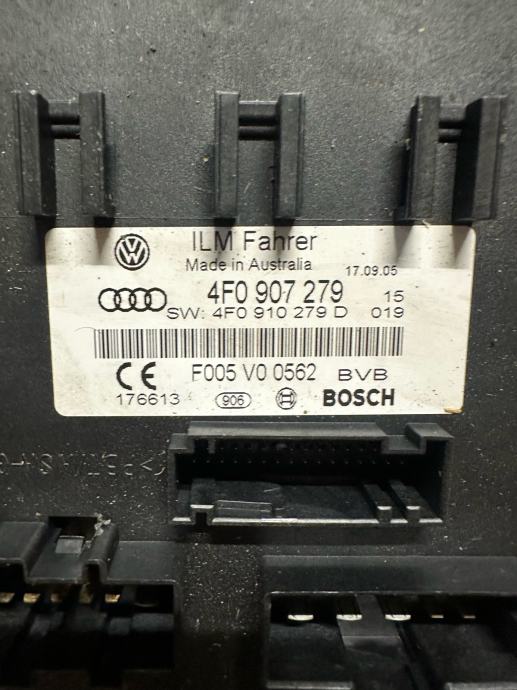 ILM Fahrer
Made in Australia 17.09.05
4F0 907 279 15
SW: 4F0 910 279 D 019
F005 V0 0562 BVB
CE 176613 906 BOSCH